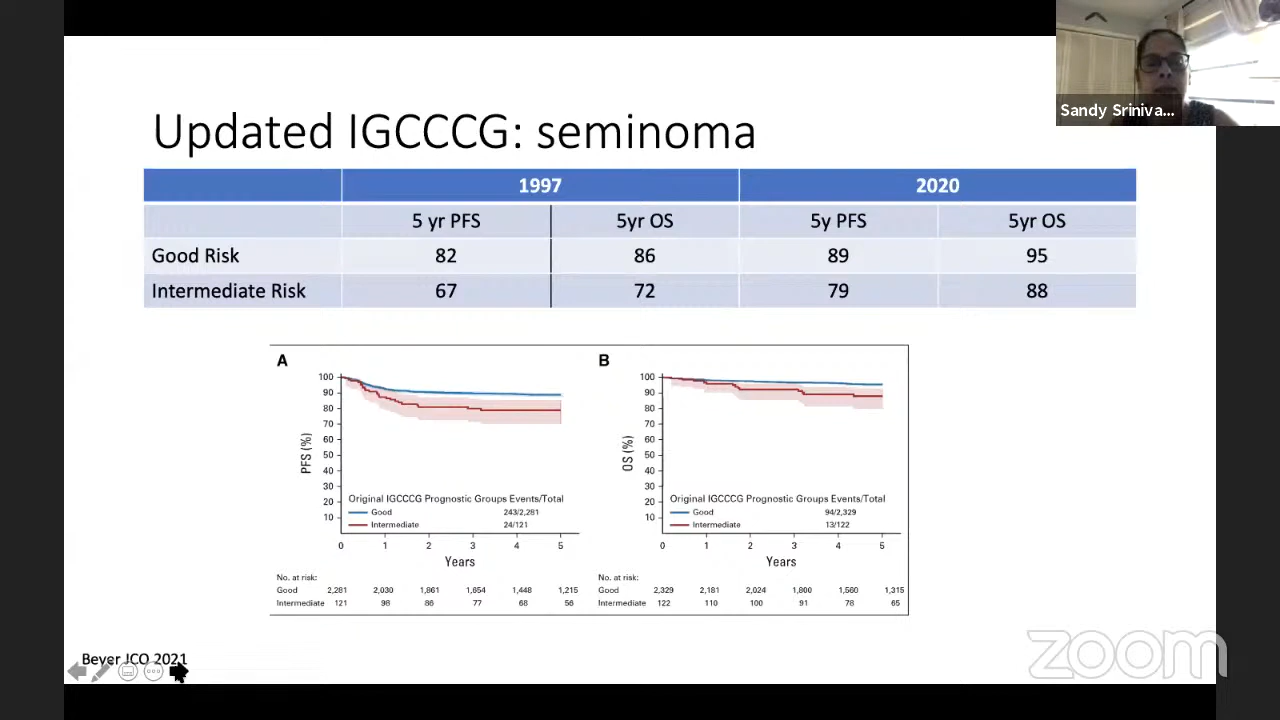 Sandy Sriniva...
Updated IGCCCG: seminoma
1997 2020
5 yr PFS 5yr OS 5y PFS 5yr OS
Good Risk 82 86 89 95
Intermediate Risk 67 72 79 88
A
100
90
80
70
60
50
40
30
20
10
PFS (%)
Original IGCCCG Prognostic Groups Events/Total
Good 243/2,281
Intermediate 24/121
0 1 2 3 4 5
Years
No. at risk:
Good 2,281 2,030 1,861 1,654 1,448 1,215
Intermediate 121 98 86 77 68 56
B
100
90
80
70
60
50
40
30
20
10
OS (%)
Original IGCCCG Prognostic Groups Events/Total
Good 94/2,329
Intermediate 13/122
0 1 2 3 4 5
Years
No. at risk:
Good 2,329 2,181 2,024 1,800 1,560 1,315
Intermediate 122 110 100 91 78 65
Beyer JCO 2021
zoom